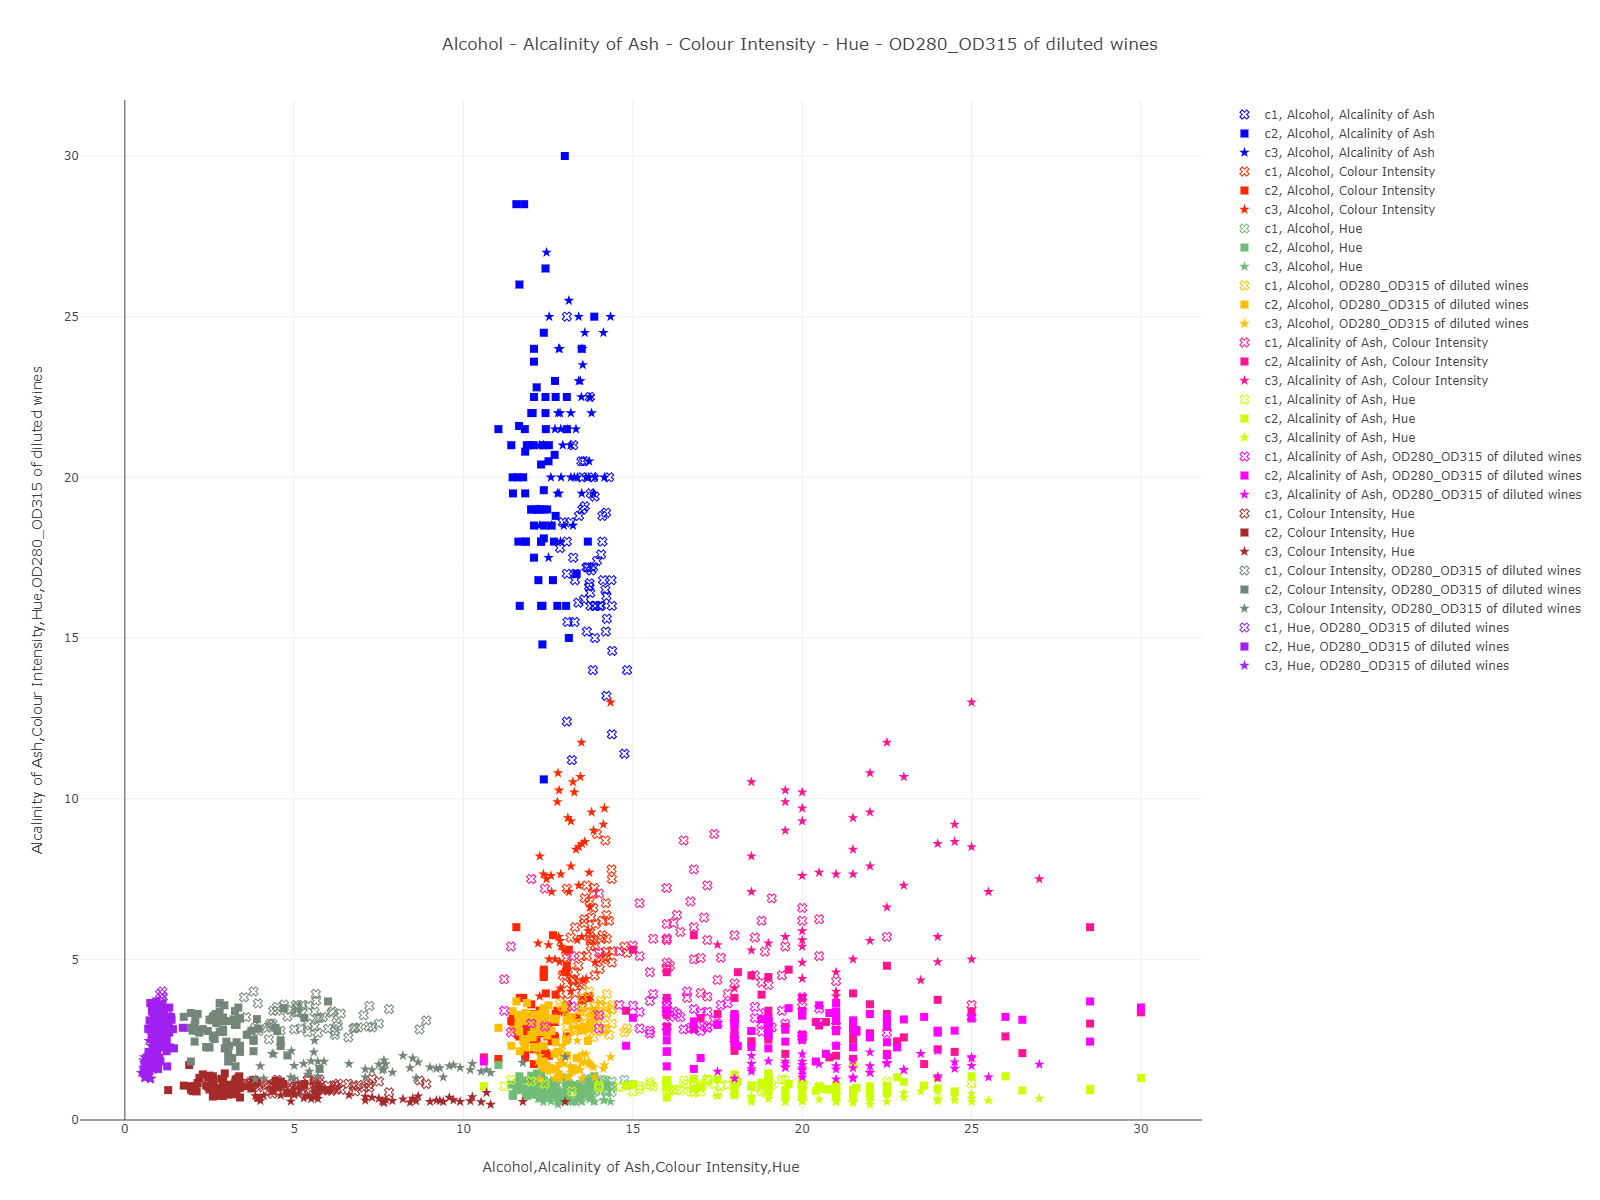 Alcohol - Alcalinity of Ash - Colour Intensity - Hue - OD280_OD315 of diluted wines
c1, Alcohol, Alcalinity of Ash
c2, Alcohol, Alcalinity of Ash
c3, Alcohol, Alcalinity of Ash
c1, Alcohol, Colour Intensity
c2, Alcohol, Colour Intensity
c3, Alcohol, Colour Intensity
c1, Alcohol, Hue
c2, Alcohol, Hue
c3, Alcohol, Hue
c1, Alcohol, OD280_OD315 of diluted wines
c2, Alcohol, OD280_OD315 of diluted wines
c3, Alcohol, OD280_OD315 of diluted wines
c1, Alcalinity of Ash, Colour Intensity
c2, Alcalinity of Ash, Colour Intensity
c3, Alcalinity of Ash, Colour Intensity
c1, Alcalinity of Ash, Hue
c2, Alcalinity of Ash, Hue
c3, Alcalinity of Ash, Hue
c1, Alcalinity of Ash, OD280_OD315 of diluted wines
c2, Alcalinity of Ash, OD280_OD315 of diluted wines
c3, Alcalinity of Ash, OD280_OD315 of diluted wines
c1, Colour Intensity, Hue
c2, Colour Intensity, Hue
c3, Colour Intensity, Hue
c1, Colour Intensity, OD280_OD315 of diluted wines
c2, Colour Intensity, OD280_OD315 of diluted wines
c3, Colour Intensity, OD280_OD315 of diluted wines
c1, Hue, OD280_OD315 of diluted wines
c2, Hue, OD280_OD315 of diluted wines
c3, Hue, OD280_OD315 of diluted wines
Alcalinity of Ash,Colour Intensity,Hue,OD280_OD315 of diluted wines
30
25
20
15
10
5
0
0 5 10 15 20 25 30
Alcohol,Alcalinity of Ash,Colour Intensity,Hue